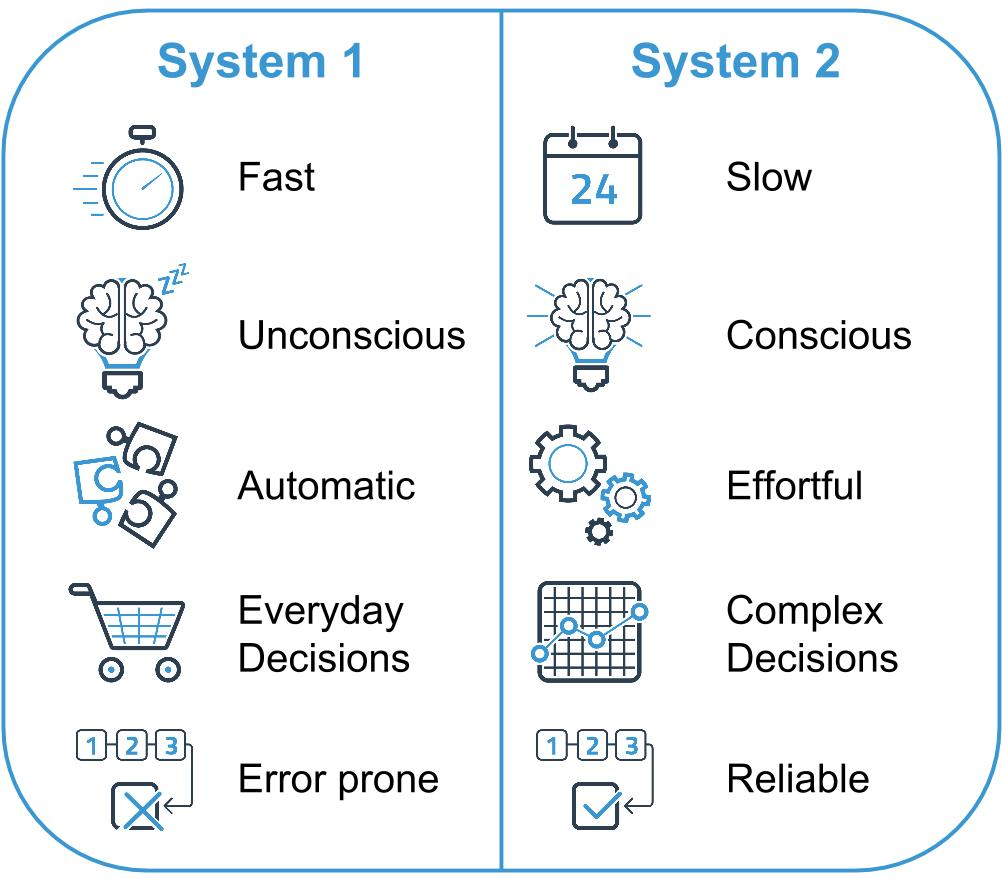 System 1
Fast
zzz
Unconscious
Automatic
Everyday
Decisions
1 2 3
Error prone
System 2
24
Slow
Conscious
Effortful
Complex
Decisions
1 2 3
Reliable